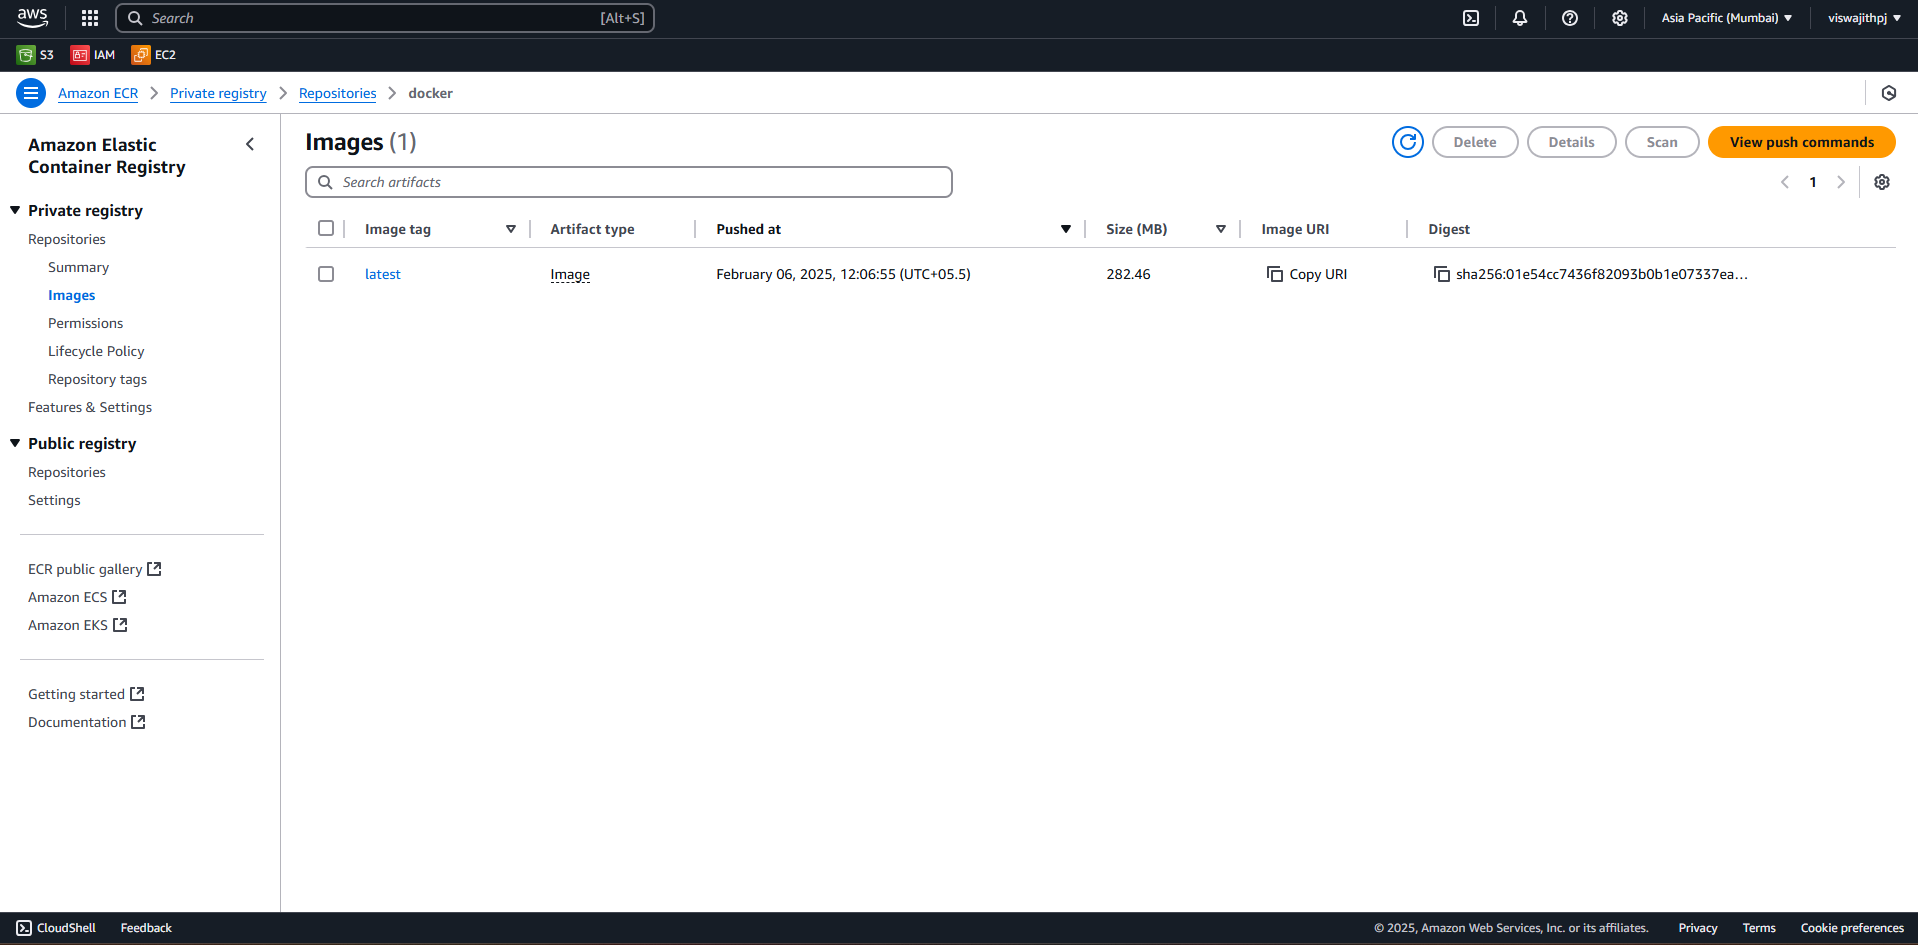 aws
Search [Alt+S]
Asia Pacific (Mumbai)
viswajithpj
S3 IAM EC2
Amazon ECR Private registry Repositories docker
Amazon Elastic
Container Registry
Private registry
Repositories
Summary
Images
Permissions
Lifecycle Policy
Repository tags
Features & Settings
Public registry
Repositories
Settings
ECR public gallery
Amazon ECS
Amazon EKS
Getting started
Documentation
Images (1)
Delete Details Scan View push commands
Search artifacts
1
Image tag Artifact type Pushed at Size (MB) Image URI Digest
latest Image February 06, 2025, 12:06:55 (UTC+05.5) 282.46 Copy URI sha256:01e54cc7436f82093b0b1e07337ea...
CloudShell Feedback © 2025, Amazon Web Services, Inc. or its affiliates. Privacy Terms Cookie preferences